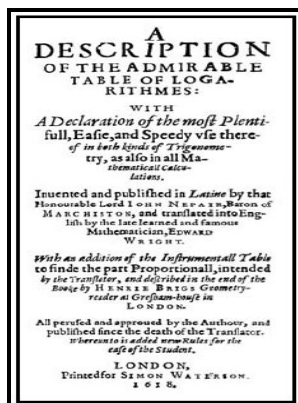 A
DESCRIPTION
OF THE ADMIRABLE
TABLE OF LOGA-
RITHMES:
WITH
A Declaration of the moſt Plenti-
full, Eaſie, and Speedy vſe there-
of in both kinds of Trigonome-
try, as alſo in all Ma-
thematicall Calcu-
lations.
Inuented and publiſhed in Latine by that
Honourable Lord IOHN NEPAIR, Baron of
MARCHISTON, and tranſlated into Eng-
liſh by the late learned and famous
Mathematician, EDWARD
WRIGHT.
With an addition of the Inſtrumentall Table
to finde the part Proportionall, intended
by the Tranſlator, and deſcribed in the end of the
Booke by HENRIE BRIGS Geometry-
reader at Greſham-houſe in
LONDON.
All peruſed and approued by the Authour, and
publiſhed ſince the death of the Tranſlator.
Whereunto is added new Rules for the
eaſe of the Student.
LONDON,
Printed for SIMON WATERSON.
1618.